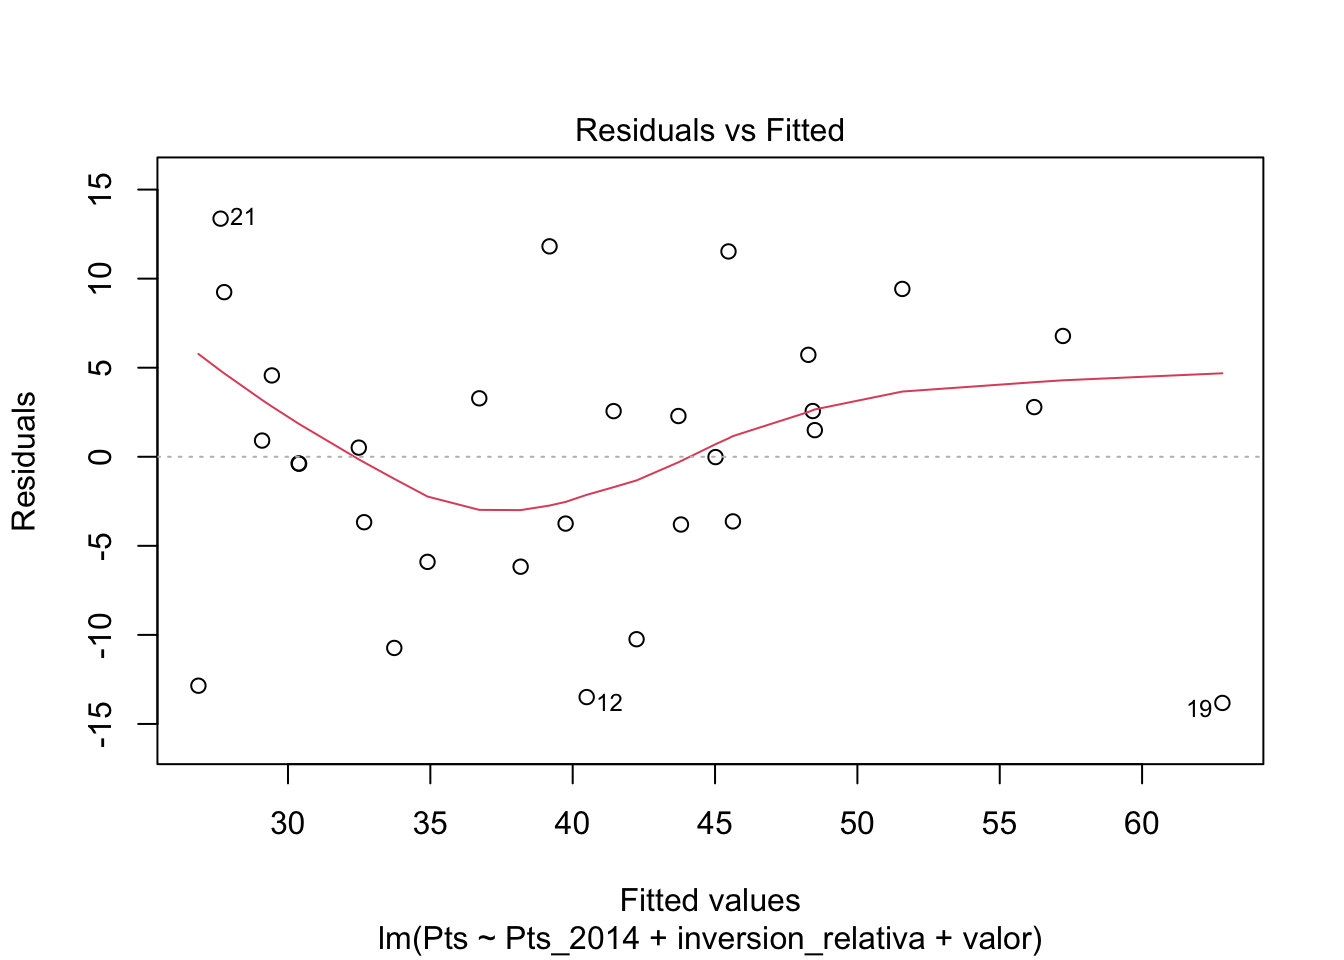 Residuals vs Fitted
Residuals
15
10
5
0
-5
-10
-15
21
12
19
30 35 40 45 50 55 60
Fitted values
lm(Pts ~ Pts_2014 + inversion_relativa + valor)